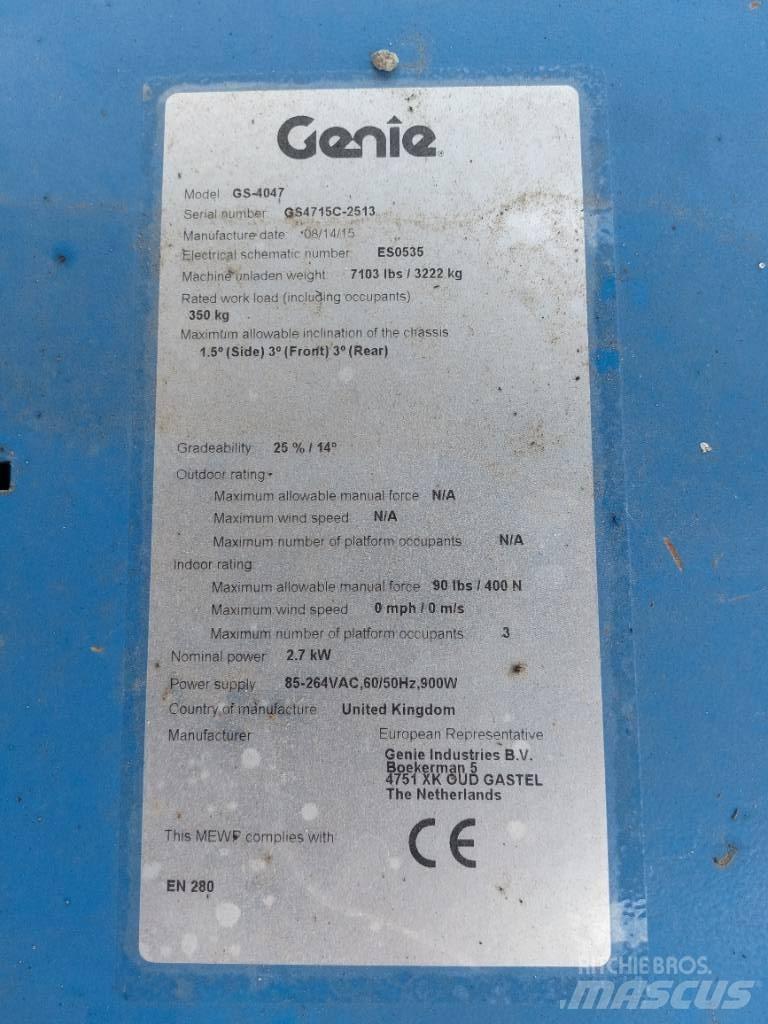 Genie
Model GS-4047
Serial number GS4715C-2513
Manufacture date 08/14/15
Electrical schematic number ES0535
Machine unladen weight 7103 lbs / 3222 kg
Rated work load (including occupants)
350 kg
Maximum allowable inclination of the chassis
1.5º (Side) 3º (Front) 3º (Rear)
Gradeability 25 % / 14º
Outdoor rating
Maximum allowable manual force N/A
Maximum wind speed N/A
Maximum number of platform occupants N/A
Indoor rating
Maximum allowable manual force 90 lbs / 400 N
Maximum wind speed 0 mph / 0 m/s
Maximum number of platform occupants 3
Nominal power 2.7 kW
Power supply 85-264VAC,60/50Hz,900W
Country of manufacture United Kingdom
Manufacturer European Representative
Genie Industries B.V.
Boekerman 5
4751 XK OUD GASTEL
The Netherlands
This MEWP complies with CE
EN 280
RITCHIE BROS.
MASCUS